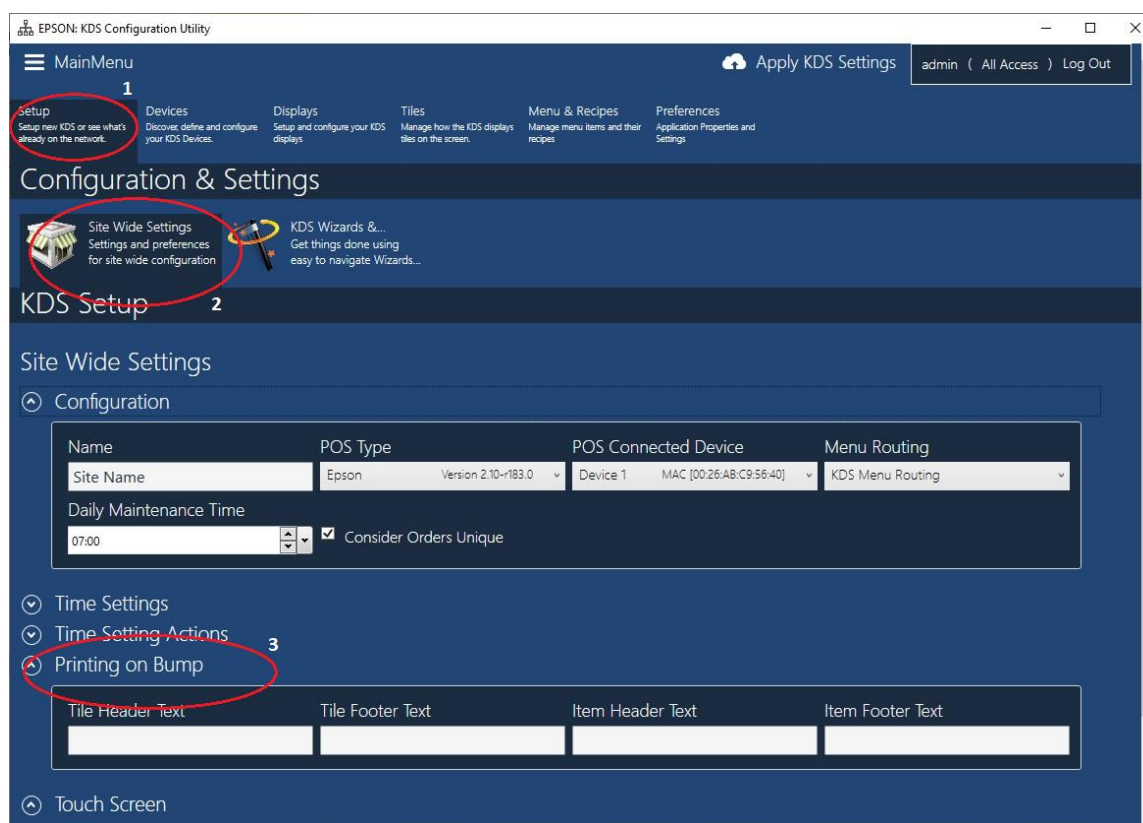 EPSON: KDS Configuration Utility
MainMenu
Apply KDS Settings
admin ( All Access ) Log Out
1
Setup
Setup new KDS or see what's
already on the network.
Devices
Discover, define and configure
your KDS Devices.
Displays
Setup and configure your KDS
displays
Tiles
Manage how the KDS displays
tiles on the screen.
Menu & Recipes
Manage menu items and their
recipes
Preferences
Application Properties and
Settings
Configuration & Settings
Site Wide Settings
Settings and preferences
for site wide configuration
KDS Wizards &...
Get things done using
easy to navigate Wizards...
2
KDS Setup
Site Wide Settings
Configuration
Name
POS Type
POS Connected Device
Menu Routing
Site Name
Epson Version 2.10-r183.0
Device 1 MAC [00:26:AB:C9:56:40]
KDS Menu Routing
Daily Maintenance Time
07:00
Consider Orders Unique
Time Settings
Time Setting Actions
3
Printing on Bump
Tile Header Text
Tile Footer Text
Item Header Text
Item Footer Text
Touch Screen